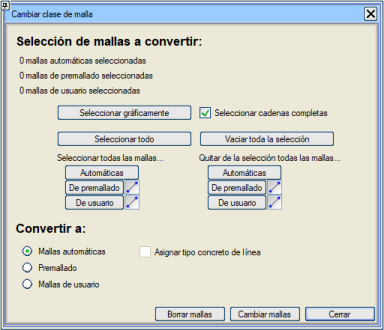 Cambiar clase de malla
Selección de mallas a convertir:
0 mallas automáticas seleccionadas
0 mallas de premallado seleccionadas
0 mallas de usuario seleccionadas
Seleccionar gráficamente
Seleccionar cadenas completas
Seleccionar todo
Vaciar toda la selección
Seleccionar todas las mallas...
Quitar de la selección todas las mallas...
Automáticas
Automáticas
De premallado
De premallado
De usuario
De usuario
Convertir a:
Mallas automáticas
Asignar tipo concreto de línea
Premallado
Mallas de usuario
Borrar mallas
Cambiar mallas
Cerrar